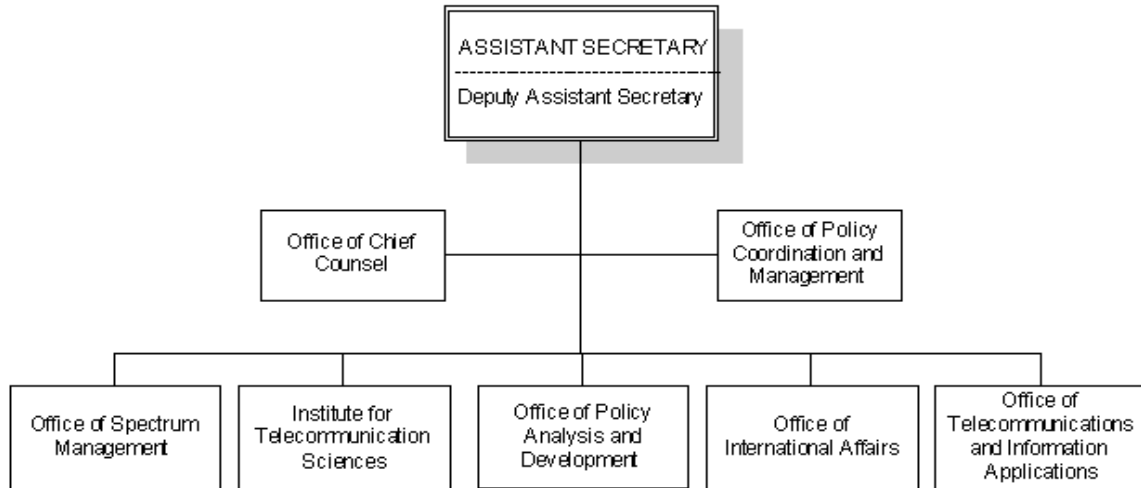 ASSISTANT SECRETARY
Deputy Assistant Secretary
Office of Chief
Counsel
Office of Policy
Coordination and
Management
Office of Spectrum
Management
Institute for
Telecommunication
Sciences
Office of Policy
Analysis and
Development
Office of
International Affairs
Office of
Telecommunications
and Information
Applications